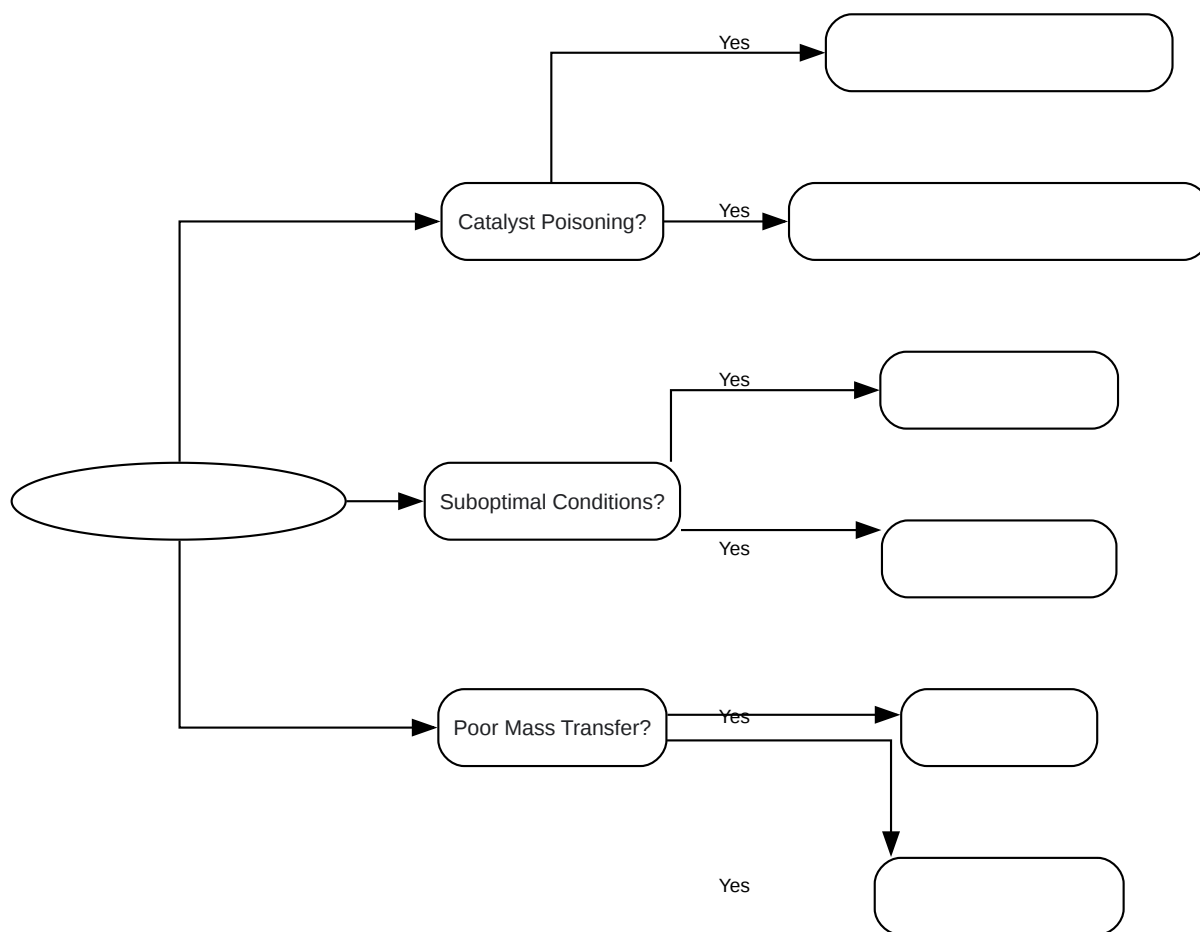 Yes
Catalyst Poisoning?
Yes
Yes
Suboptimal Conditions?
Yes
Poor Mass Transfer?
Yes
Yes